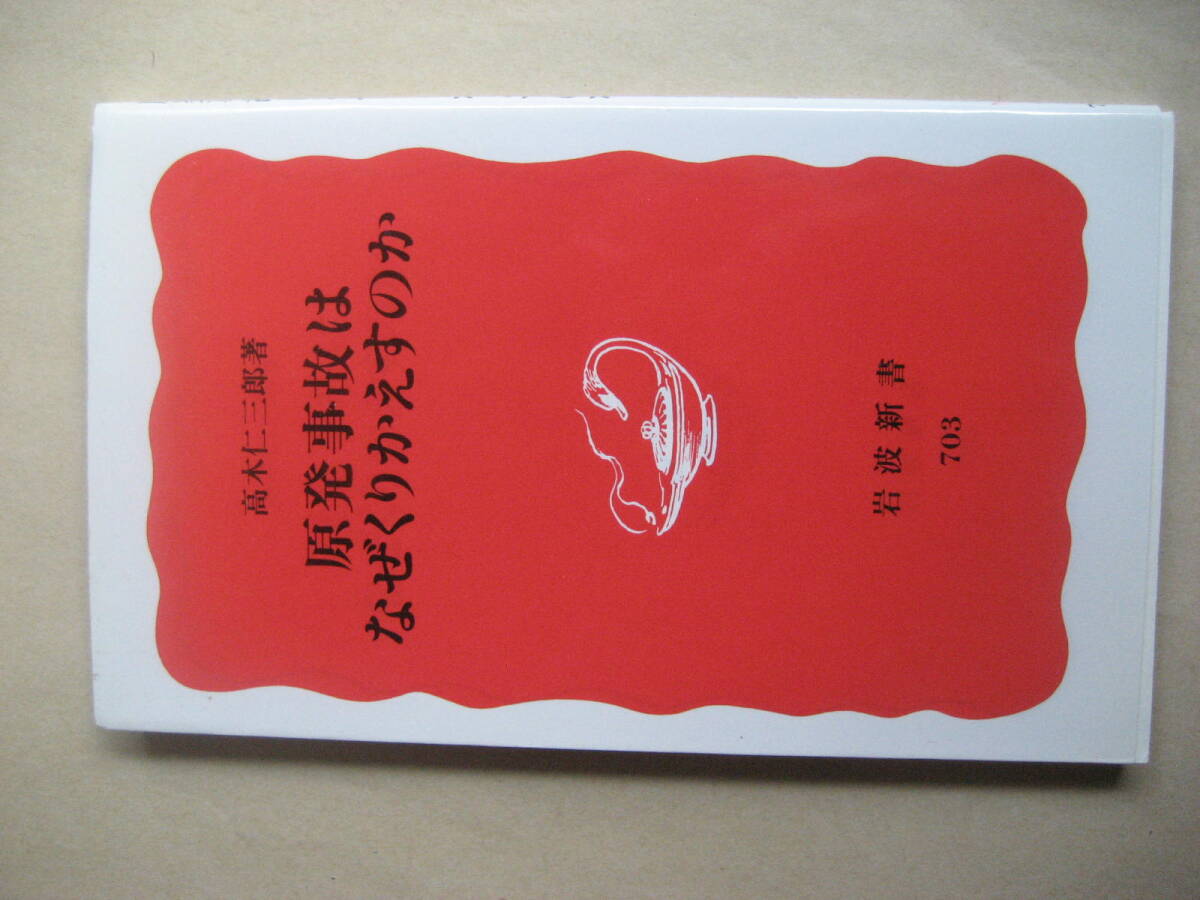 高木仁三郎著
原発事故は
なぜくりかえすのか
岩波新書
703